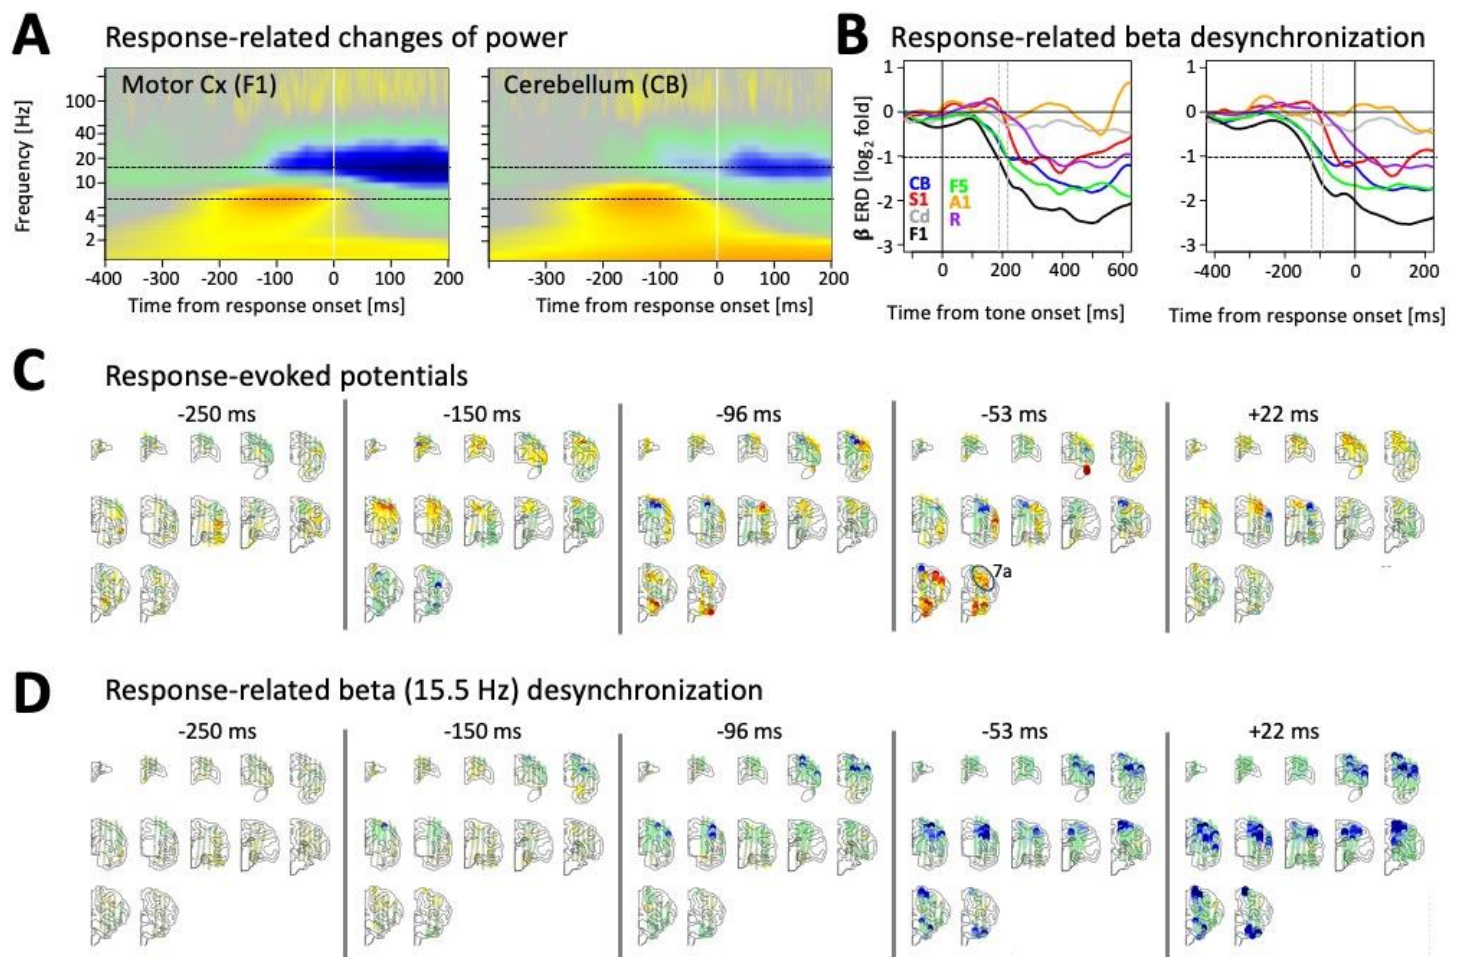 A Response-related changes of power
Motor Cx (F1)
Frequency [Hz]
100
40
20
10
4
2
-400 -300 -200 -100 0 100 200
Time from response onset [ms]
Cerebellum (CB)
-300 -200 -100 0 100 200
Time from response onset [ms]
B Response-related beta desynchronization
β ERD [log2 fold]
1
0
-1
-2
-3
CB F5
S1 A1
Cd R
F1
0 200 400 600
Time from tone onset [ms]
1
0
-1
-2
-3
-400 -200 0 200
Time from response onset [ms]
C Response-evoked potentials
-250 ms -150 ms -96 ms -53 ms +22 ms
7a
D Response-related beta (15.5 Hz) desynchronization
-250 ms -150 ms -96 ms -53 ms +22 ms